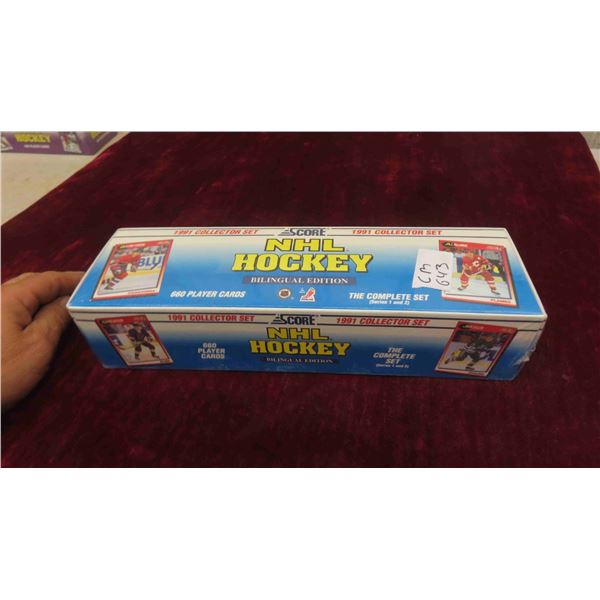 HOCKEY
1991 COLLECTOR SET SCORE 1991 COLLECTOR SET
NHL
HOCKEY
BILINGUAL EDITION
660 PLAYER CARDS
THE COMPLETE SET
(Series 1 and 2)
BLU
CB
643
1991 COLLECTOR SET SCORE 1991 COLLECTOR SET
NHL
HOCKEY
BILINGUAL EDITION
660
PLAYER
CARDS
THE
COMPLETE
SET
(Series 1 and 2)